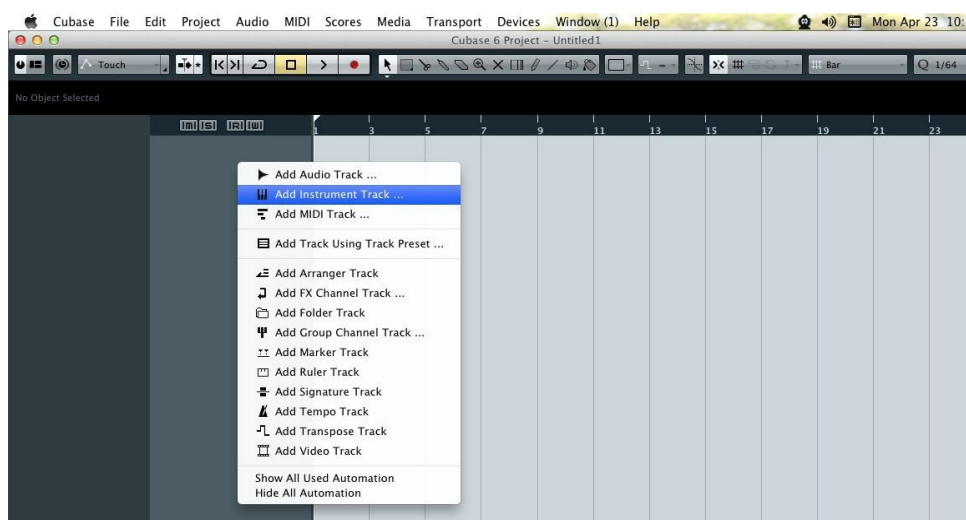 Cubase File Edit Project Audio MIDI Scores Media Transport Devices Window (1) Help Mon Apr 23 10:
Cubase 6 Project - Untitled1
Touch Bar Q 1/64
No Object Selected
m S R W 1 3 5 7 9 11 13 15 17 19 21 23
Add Audio Track ...
Add Instrument Track ...
Add MIDI Track ...
Add Track Using Track Preset ...
Add Arranger Track
Add FX Channel Track ...
Add Folder Track
Add Group Channel Track ...
Add Marker Track
Add Ruler Track
Add Signature Track
Add Tempo Track
Add Transpose Track
Add Video Track
Show All Used Automation
Hide All Automation